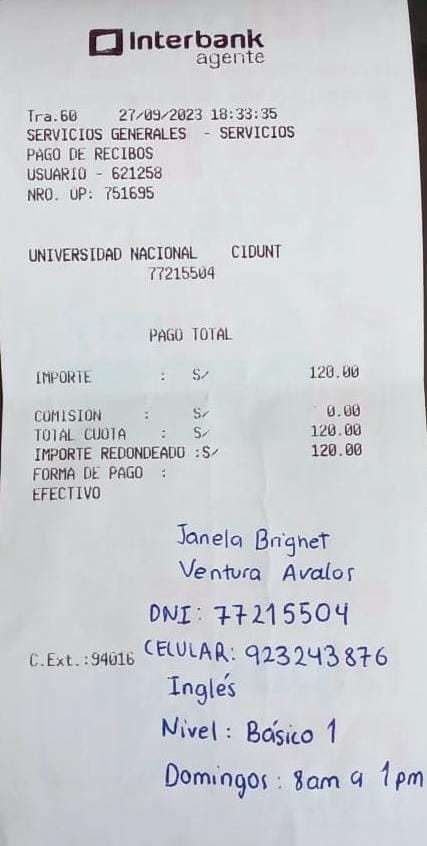 Interbank
agente
Tra.60 27/09/2023 18:33:35
SERVICIOS GENERALES - SERVICIOS
PAGO DE RECIBOS
USUARIO - 621258
NRO. OP: 751695
UNIVERSIDAD NACIONAL CIDUNT
77215504
PAGO TOTAL
IMPORTE : S/ 120.00
COMISION : S/ 0.00
TOTAL CUOTA : S/ 120.00
IMPORTE REDONDEADO :S/ 120.00
FORMA DE PAGO :
EFECTIVO
Janela Brighet
Ventura Avalos
DNI: 77215504
C.Ext.:94016 CELULAR: 923243876
Inglés
Nivel: Básico 1
Domingos: 8am a 1pm